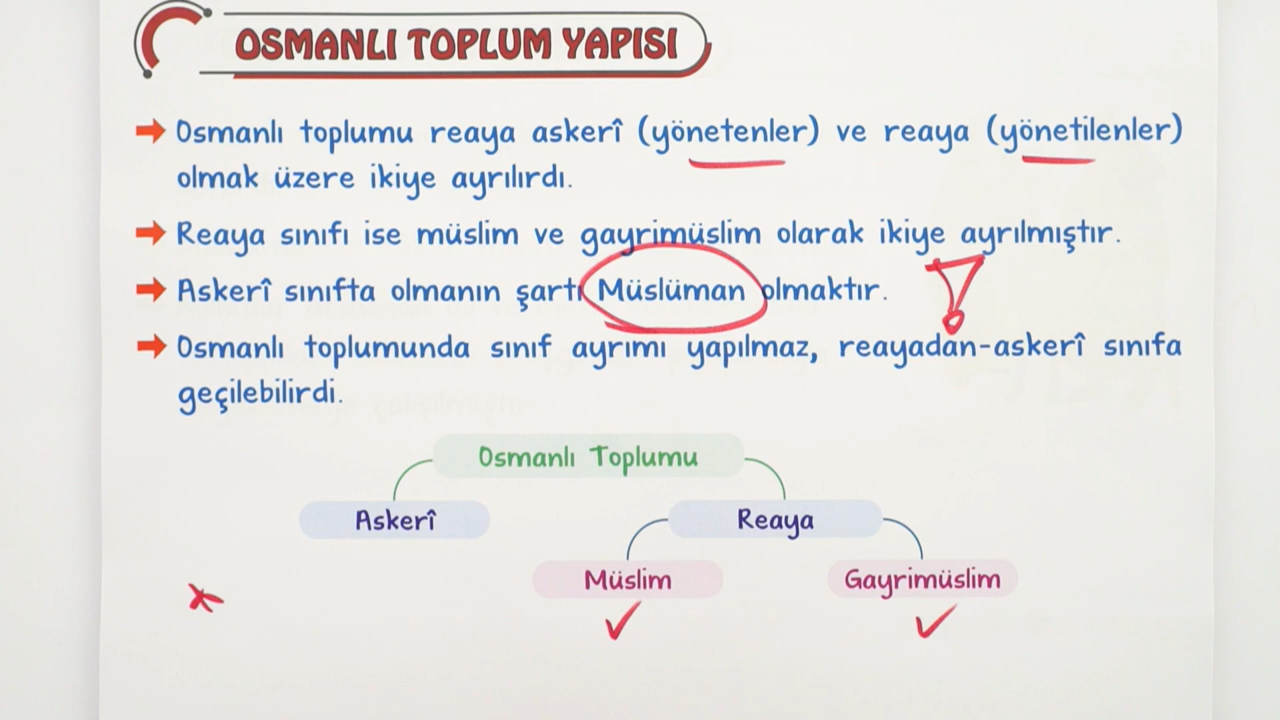 OSMANLI TOPLUM YAPISI
Osmanlı toplumu reaya askerî (yönetenler) ve reaya (yönetilenler)
olmak üzere ikiye ayrılırdı.
Reaya sınıfı ise müslim ve gayrimüslim olarak ikiye ayrılmıştır.
Askerî sınıfta olmanın şartı Müslüman olmaktır.
Osmanlı toplumunda sınıf ayrımı yapılmaz, reayadan-askerî sınıfa
geçilebilirdi.
Osmanlı Toplumu
Askerî
Reaya
Müslim
Gayrimüslim